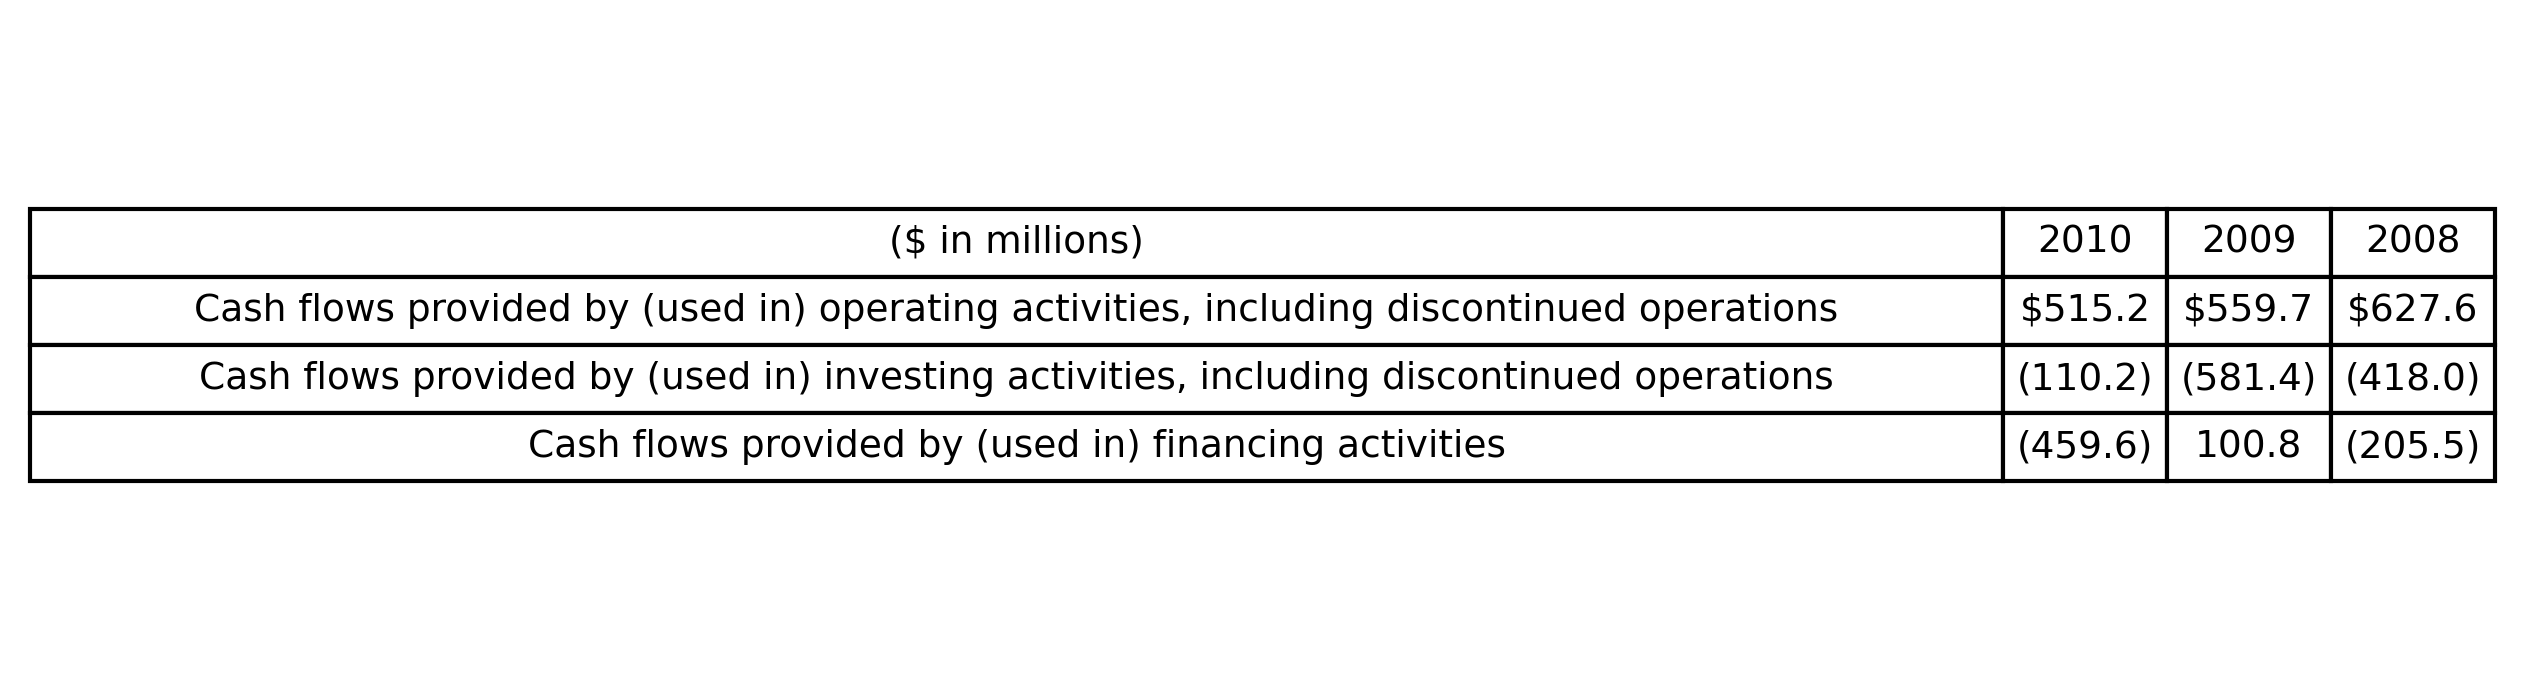 ($ in millions) 2010 2009 2008
Cash flows provided by (used in) operating activities, including discontinued operations $515.2 $559.7 $627.6
Cash flows provided by (used in) investing activities, including discontinued operations (110.2) (581.4) (418.0)
Cash flows provided by (used in) financing activities (459.6) 100.8 (205.5)